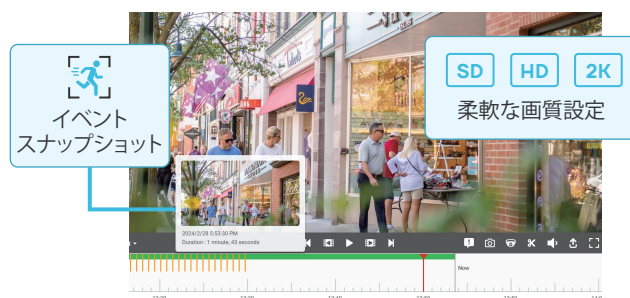 イベント
スナップショット
SD HD 2K
柔軟な画質設定
2024/2/28 5:53:30 PM
Duration : 1 minute, 43 seconds
Now